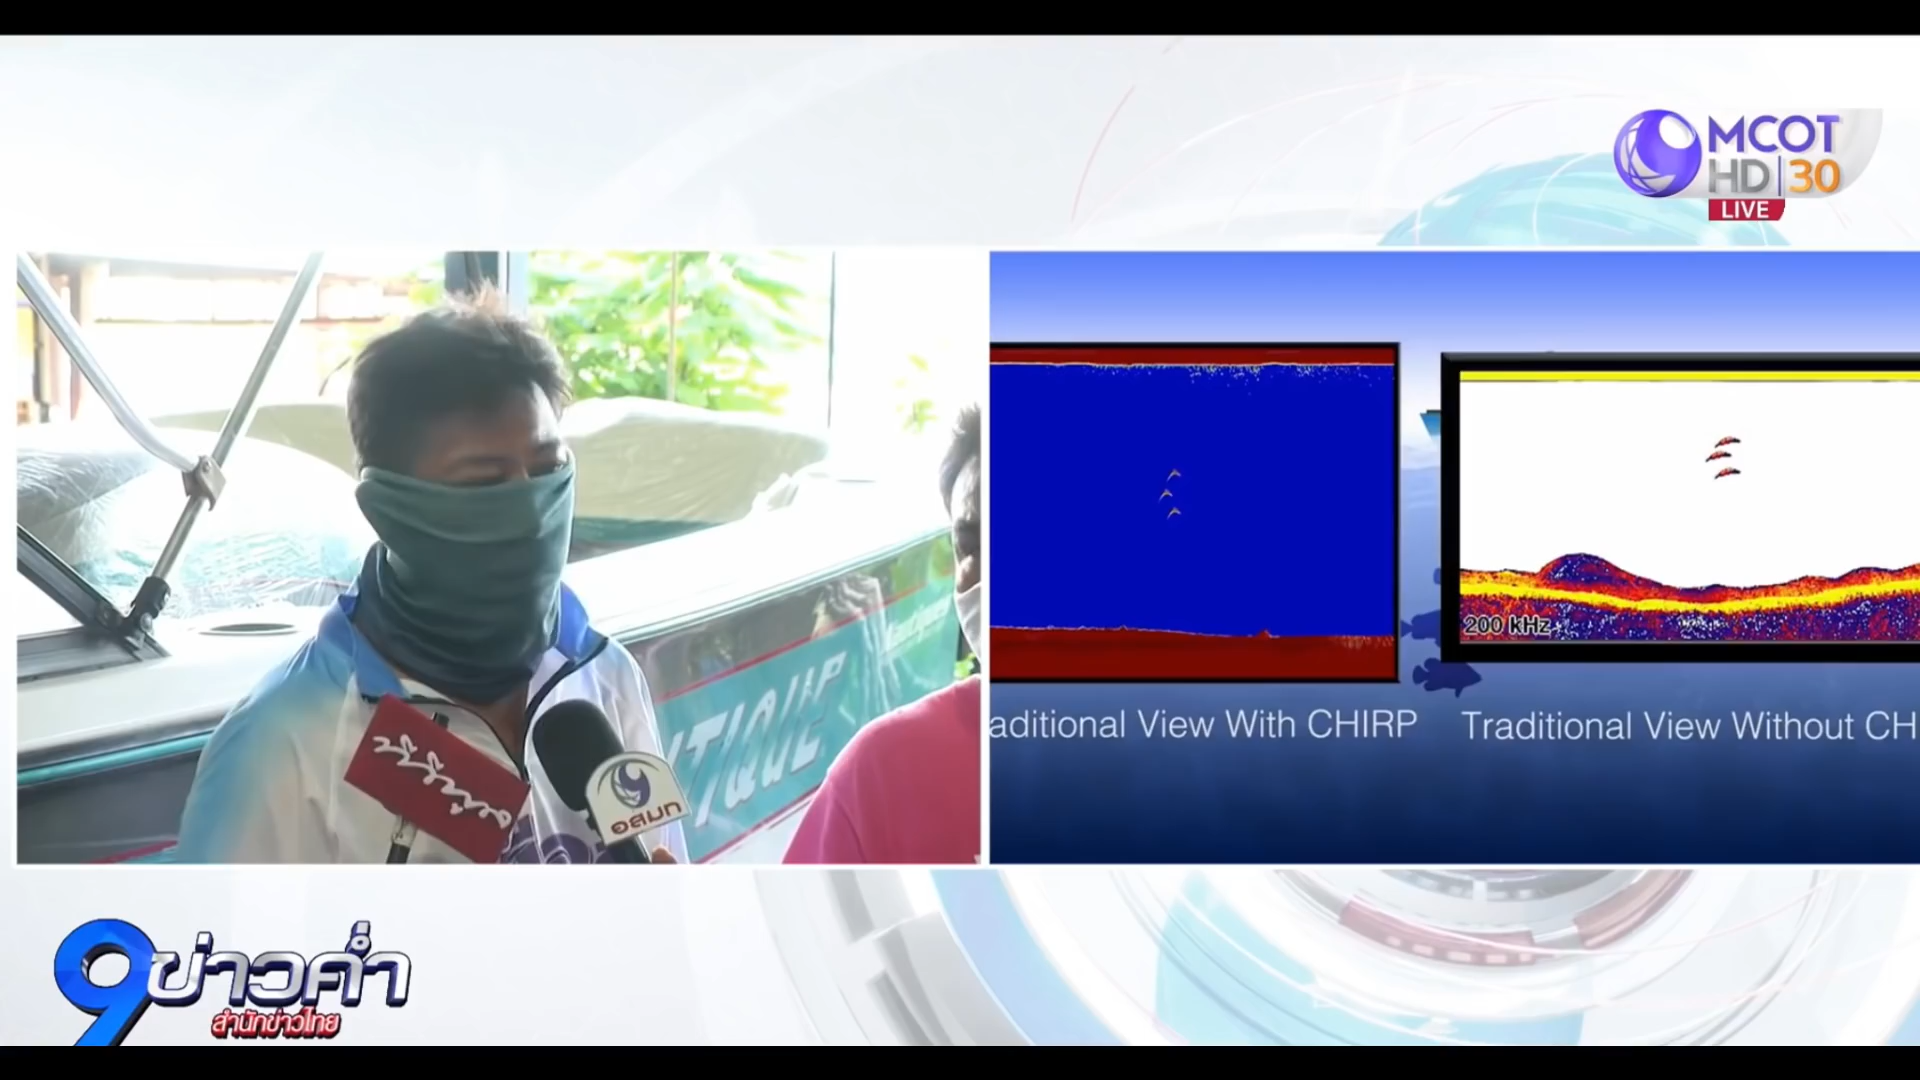 MCOT
HD 30
LIVE
TIQUE
อสมท
200 kHz
aditional View With CHIRP
Traditional View Without CH
9ข่าวค่ำ
สำนักข่าวไทย